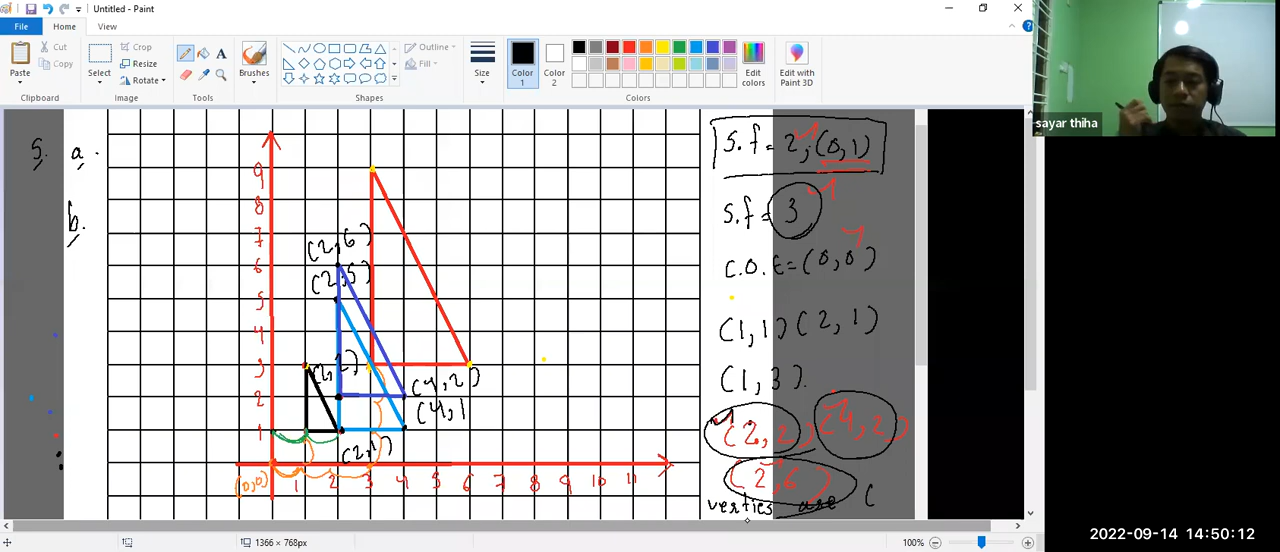 Untitled - Paint
File Home View
Paste
Cut
Copy
Clipboard
Select
Crop
Resize
Rotate
Image
Tools
Brushes
Shapes
Outline
Fill
Size
Color 1
Color 2
Edit colors
Colors
Edit with Paint 3D
sayar thiha
5. a.
b.
9
8
7
6
5
4
3
2
1
(0,0) 1 2 3 4 5 6 7 8 9 10 11
(2,6)
(2,5)
(2,2)
(4,2)
(4,1
(2,1)
S.f = 2, (0,1)
S.f = 3
C.O.E = (0,0)
(1,1) (2,1)
(1,3).
(2,2) (4,2)
(2,6)
verties are (
1366 × 768px
100%
2022-09-14 14:50:12